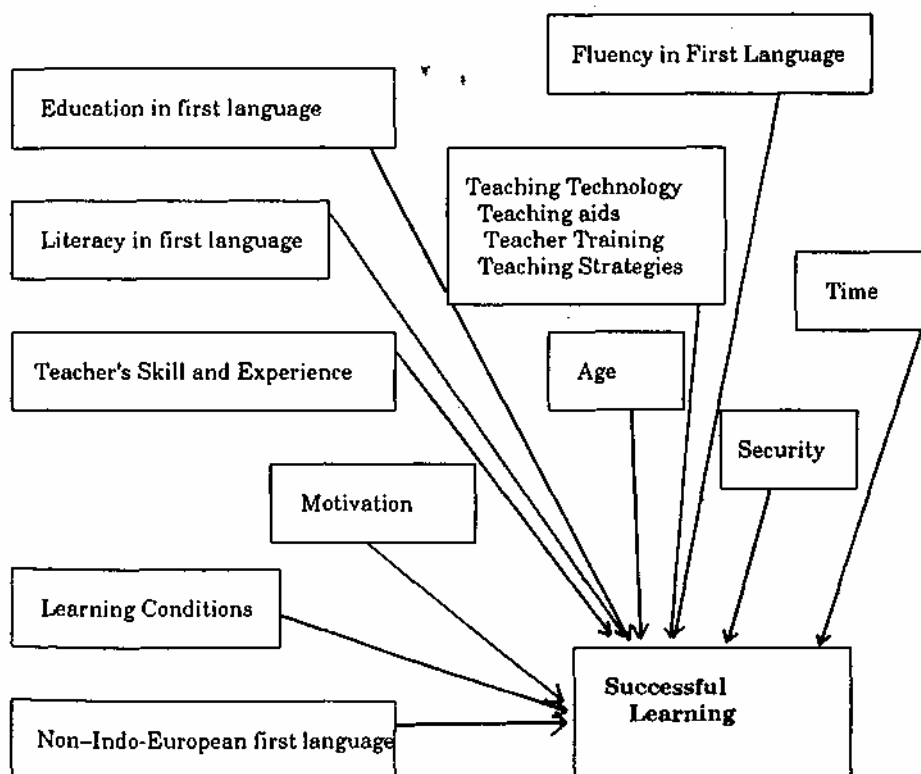 Fluency in First Language
Education in first language
Teaching Technology
Teaching aids
Teacher Training
Teaching Strategies
Literacy in first language
Time
Teacher's Skill and Experience
Age
Security
Motivation
Learning Conditions
Successful
Learning
Non-Indo-European first language